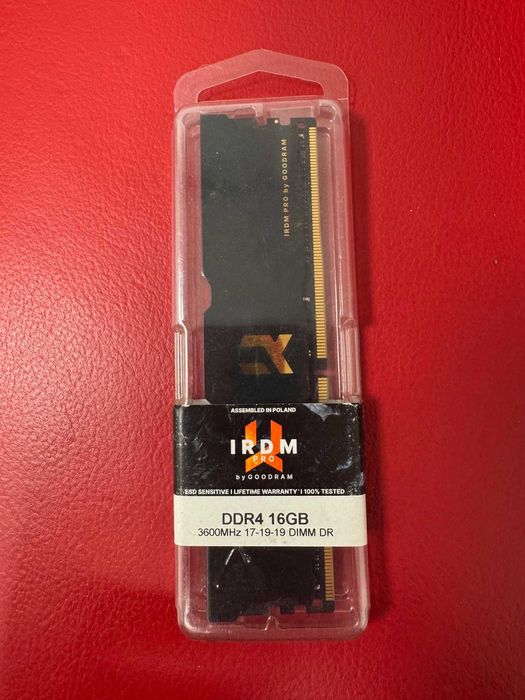 IRDM PRO by GOODRAM
ASSEMBLED IN POLAND
IRDM
PRO
by GOODRAM
ESD SENSITIVE I LIFETIME WARRANTY* I 100% TESTED
DDR4 16GB
3600MHz 17-19-19 DIMM DR